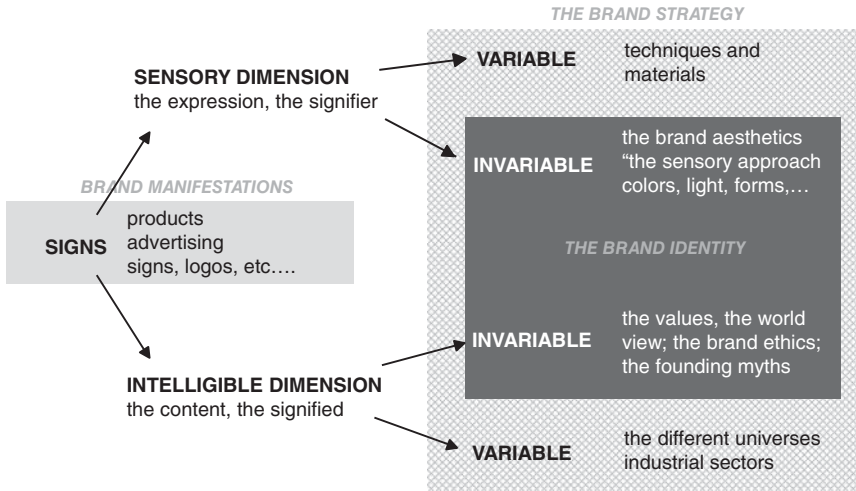 THE BRAND STRATEGY
VARIABLE
techniques and
materials
SENSORY DIMENSION
the expression, the signifier
INVARIABLE
the brand aesthetics
“the sensory approach
colors, light, forms,…
BRAND MANIFESTATIONS
SIGNS
products
advertising
signs, logos, etc….
THE BRAND IDENTITY
INVARIABLE
the values, the world
view; the brand ethics;
the founding myths
INTELLIGIBLE DIMENSION
the content, the signified
VARIABLE
the different universes
industrial sectors